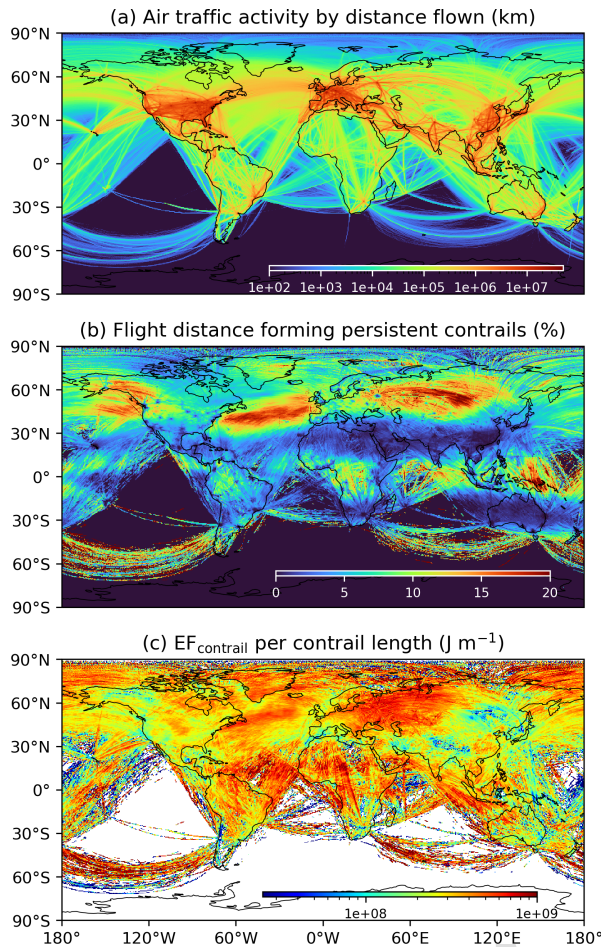 (a) Air traffic activity by distance flown (km)
90°N
60°N
30°N
0°
30°S
60°S
90°S
1e+02 1e+03 1e+04 1e+05 1e+06 1e+07
(b) Flight distance forming persistent contrails (%)
90°N
60°N
30°N
0°
30°S
60°S
90°S
0 5 10 15 20
(c) EFcontrail per contrail length (J m⁻¹)
90°N
60°N
30°N
0°
30°S
60°S
90°S
1e+08 1e+09
180° 120°W 60°W 0° 60°E 120°E 180°